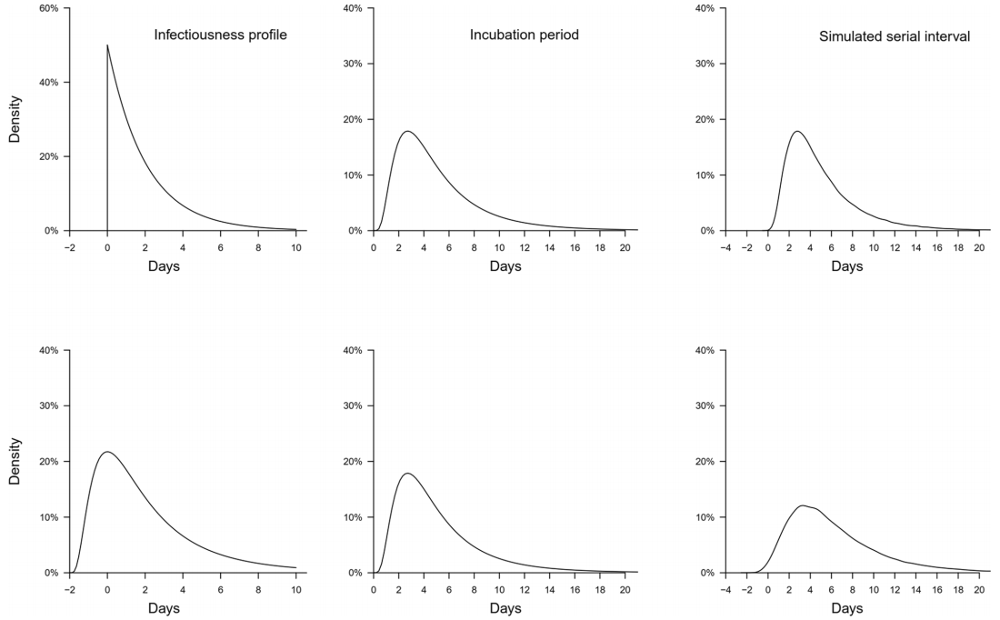 Infectiousness profile
Incubation period
Simulated serial interval
60%
40%
20%
0%
Density
−2 0 2 4 6 8 10
Days
40%
30%
20%
10%
0%
0 2 4 6 8 10 12 14 16 18 20
Days
40%
30%
20%
10%
0%
−4 −2 0 2 4 6 8 10 12 14 16 18 20
Days
40%
30%
20%
10%
0%
Density
−2 0 2 4 6 8 10
Days
40%
30%
20%
10%
0%
0 2 4 6 8 10 12 14 16 18 20
Days
40%
30%
20%
10%
0%
−4 −2 0 2 4 6 8 10 12 14 16 18 20
Days